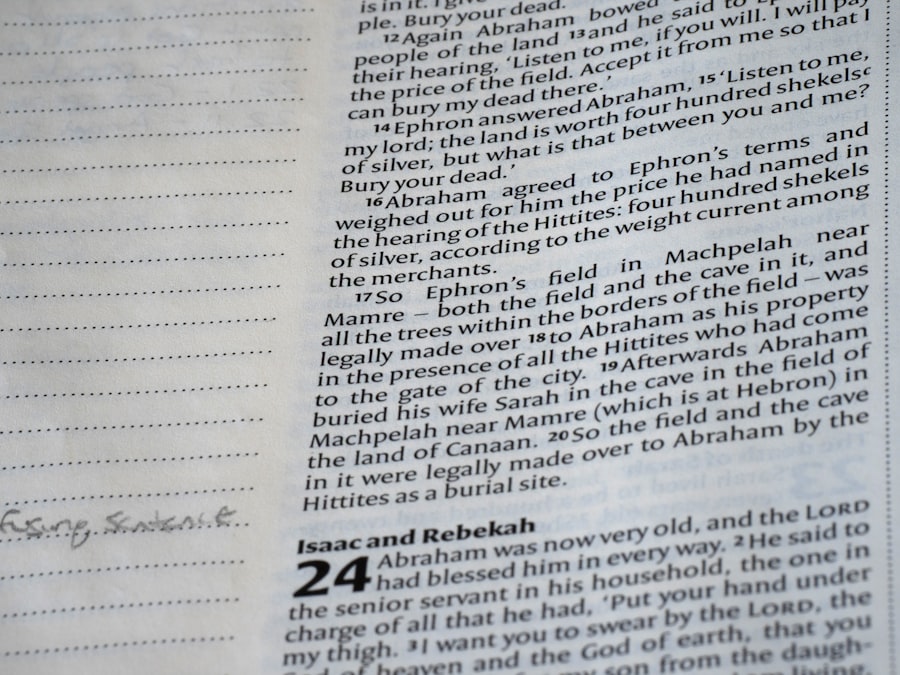 is in it. I give
ple. Bury your dead.
12 Again Abraham bowed
people of the land 13 and he said to
their hearing, ‘Listen to me, if you will. I will pay
the price of the field. Accept it from me so that I
can bury my dead there.’
14 Ephron answered Abraham, 15 ‘Listen to me,
my lord; the land is worth four hundred shekels c
of silver, but what is that between you and me?
Bury your dead.’
16 Abraham agreed to Ephron’s terms and
weighed out for him the price he had named in
the hearing of the Hittites: four hundred shekels
of silver, according to the weight current among
the merchants.
17 So Ephron’s field in Machpelah near
Mamre – both the field and the cave in it, and
all the trees within the borders of the field – was
legally made over 18 to Abraham as his property
in the presence of all the Hittites who had come
to the gate of the city. 19 Afterwards Abraham
buried his wife Sarah in the cave in the field of
Machpelah near Mamre (which is at Hebron) in
the land of Canaan. 20 So the field and the cave
in it were legally made over to Abraham by the
Hittites as a burial site.
sentence
Isaac and Rebekah
24 Abraham was now very old, and the LORD
had blessed him in every way. 2 He said to
the senior servant in his household, the one in
charge of all that he had, ‘Put your hand under
my thigh. 3 I want you to swear by the LORD, the
God of heaven and the God of earth, that you
my son from the daugh-
living,